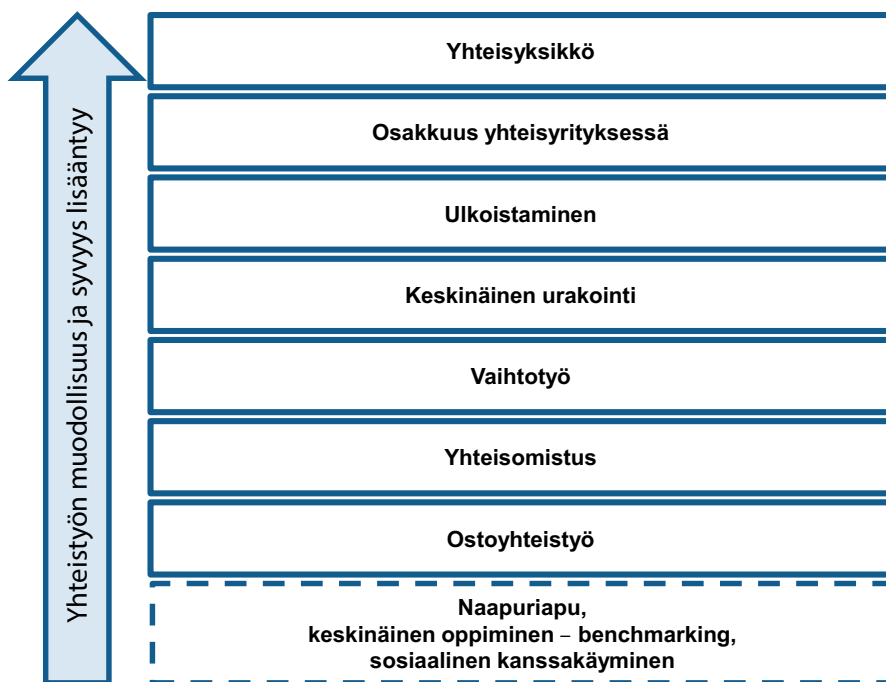 Yhteistyön muodollisuus ja syvyys lisääntyy
Yhteisyksikkö
Osakkuus yhteisyrityksessä
Ulkoistaminen
Keskinäinen urakointi
Vaihtotyö
Yhteisomistus
Ostoyhteistyö
Naapuriapu,
keskinäinen oppiminen – benchmarking,
sosiaalinen kanssakäyminen